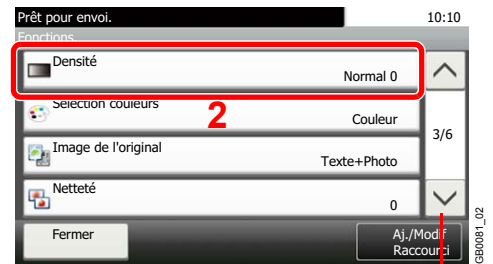 Prêt pour envoi. 10:10
Fonctions
Densité
Normal 0
Sélection couleurs
2
Couleur
3/6
Image de l'original
Texte+Photo
Netteté
0
Fermer
Aj./Modif
Raccourci
GB0081_02